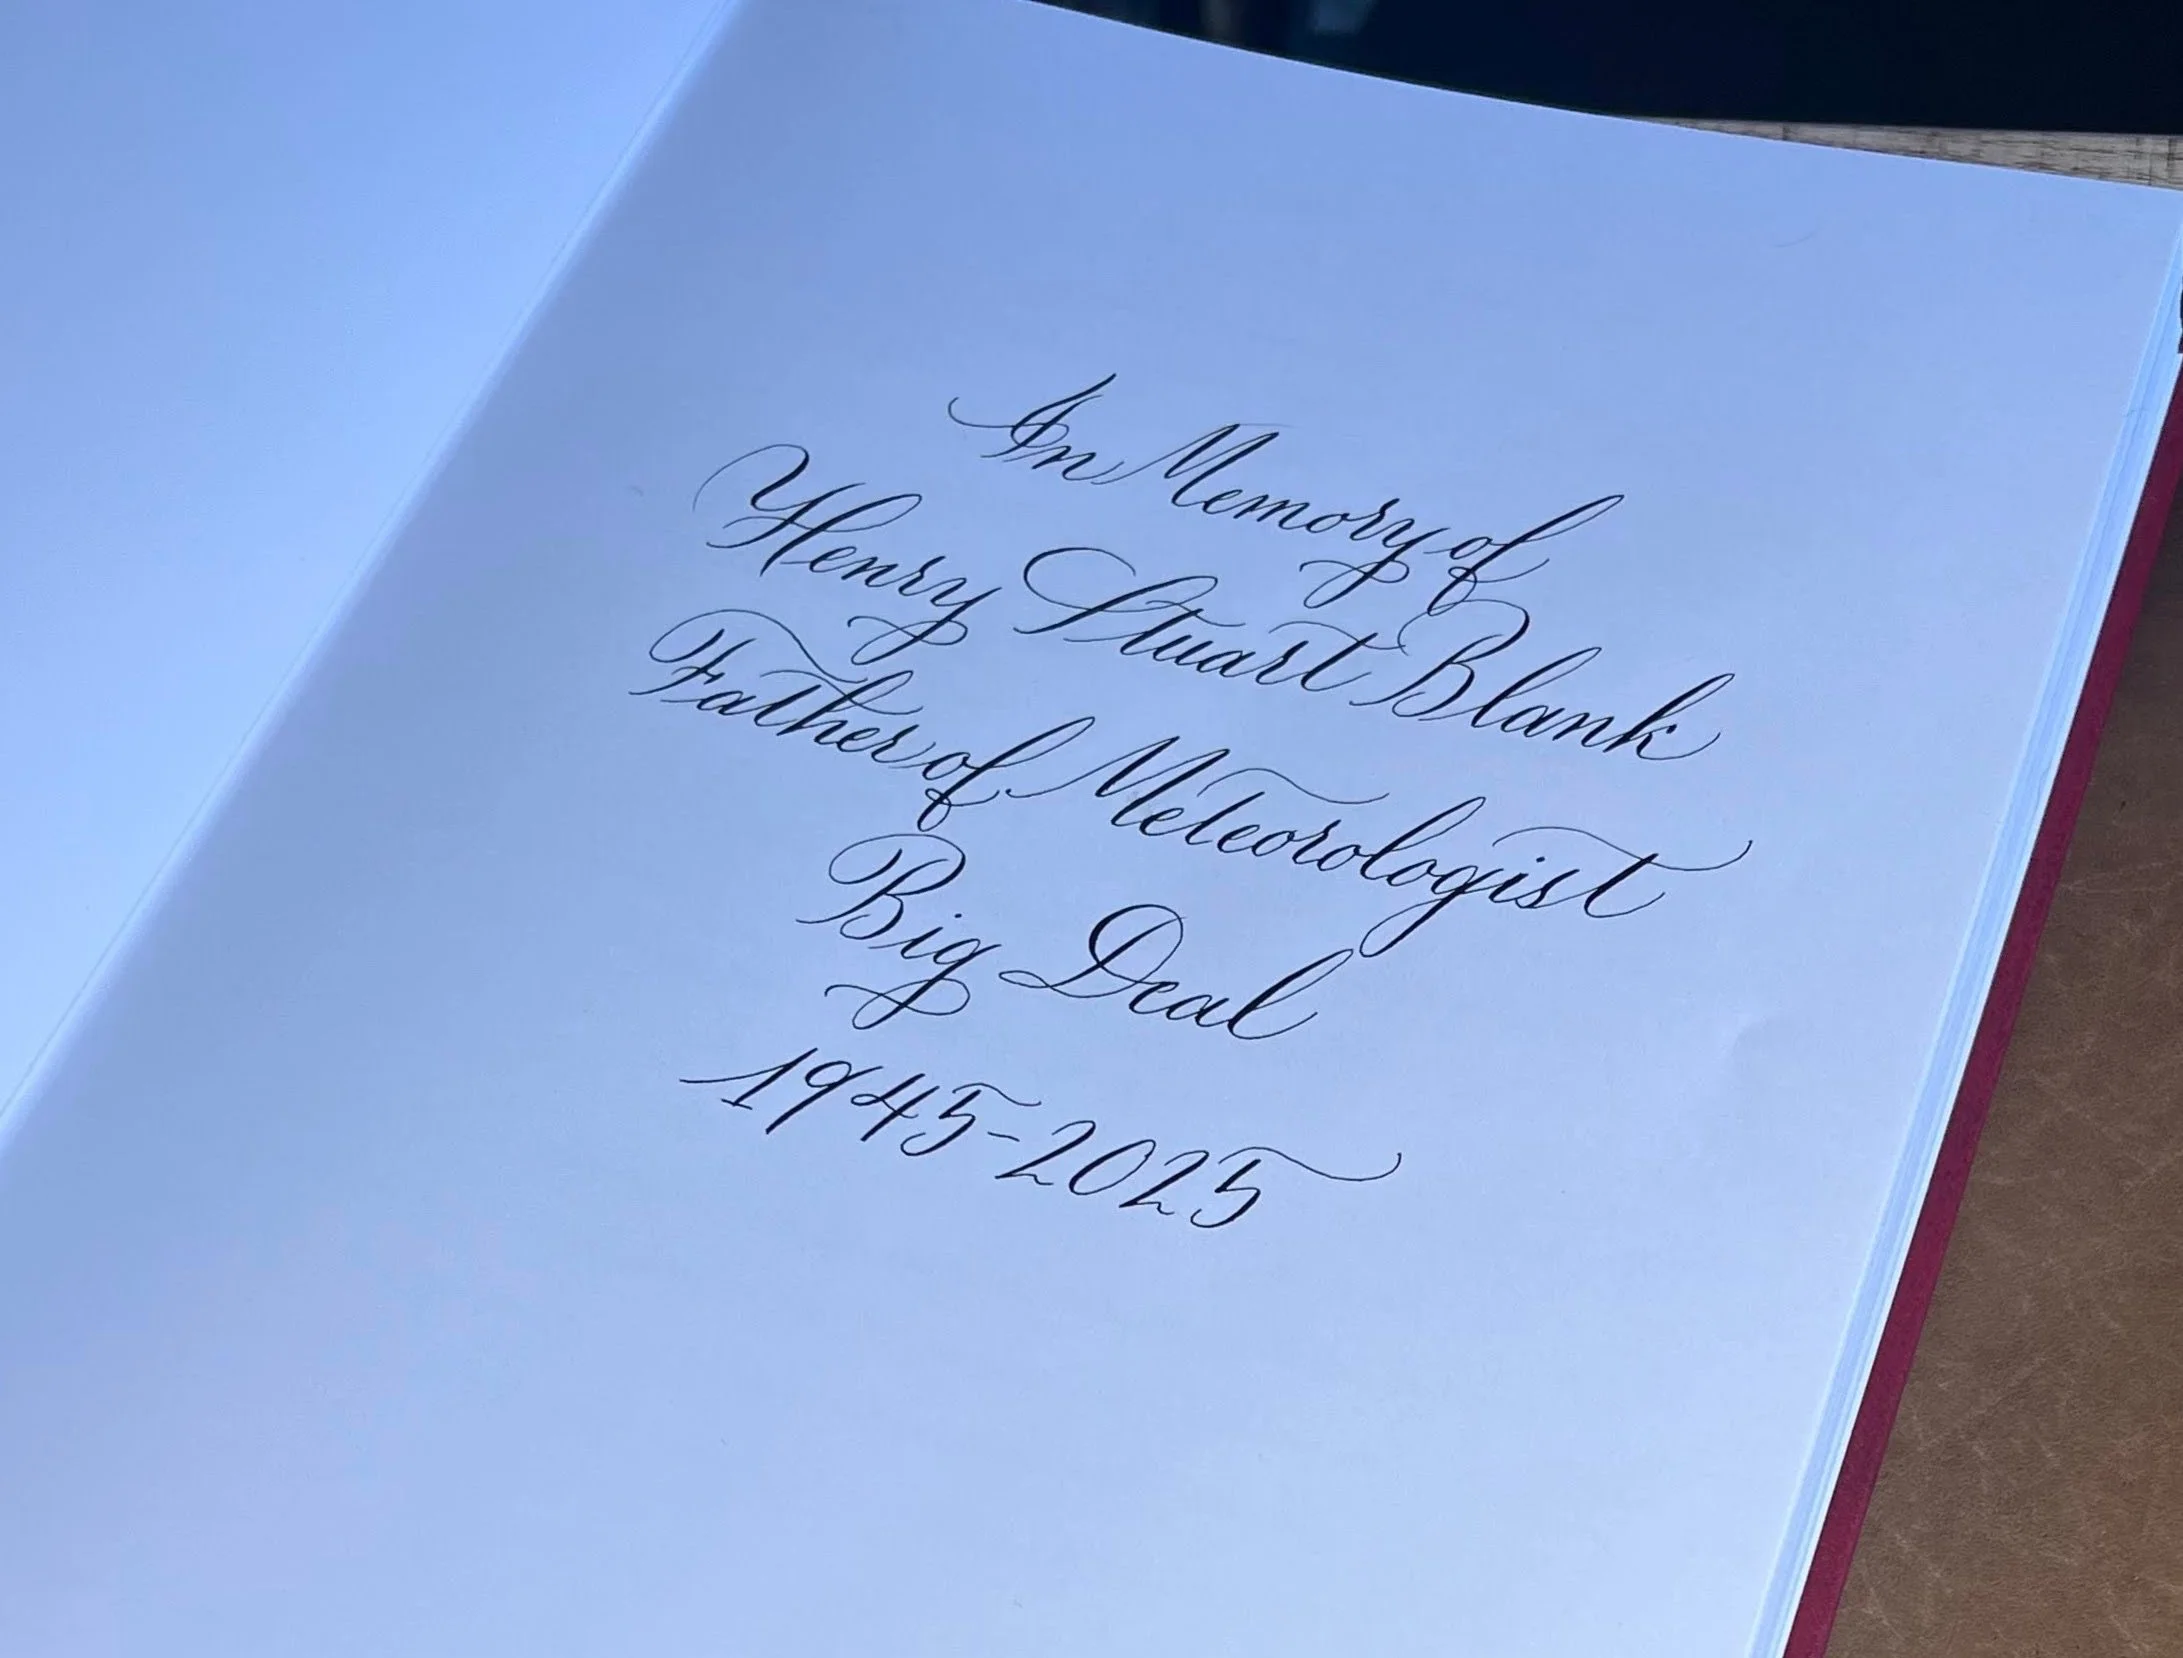 In Memory of
Henry Stuart Blank
Father of Meteorologist
Big Deal
1945-2025